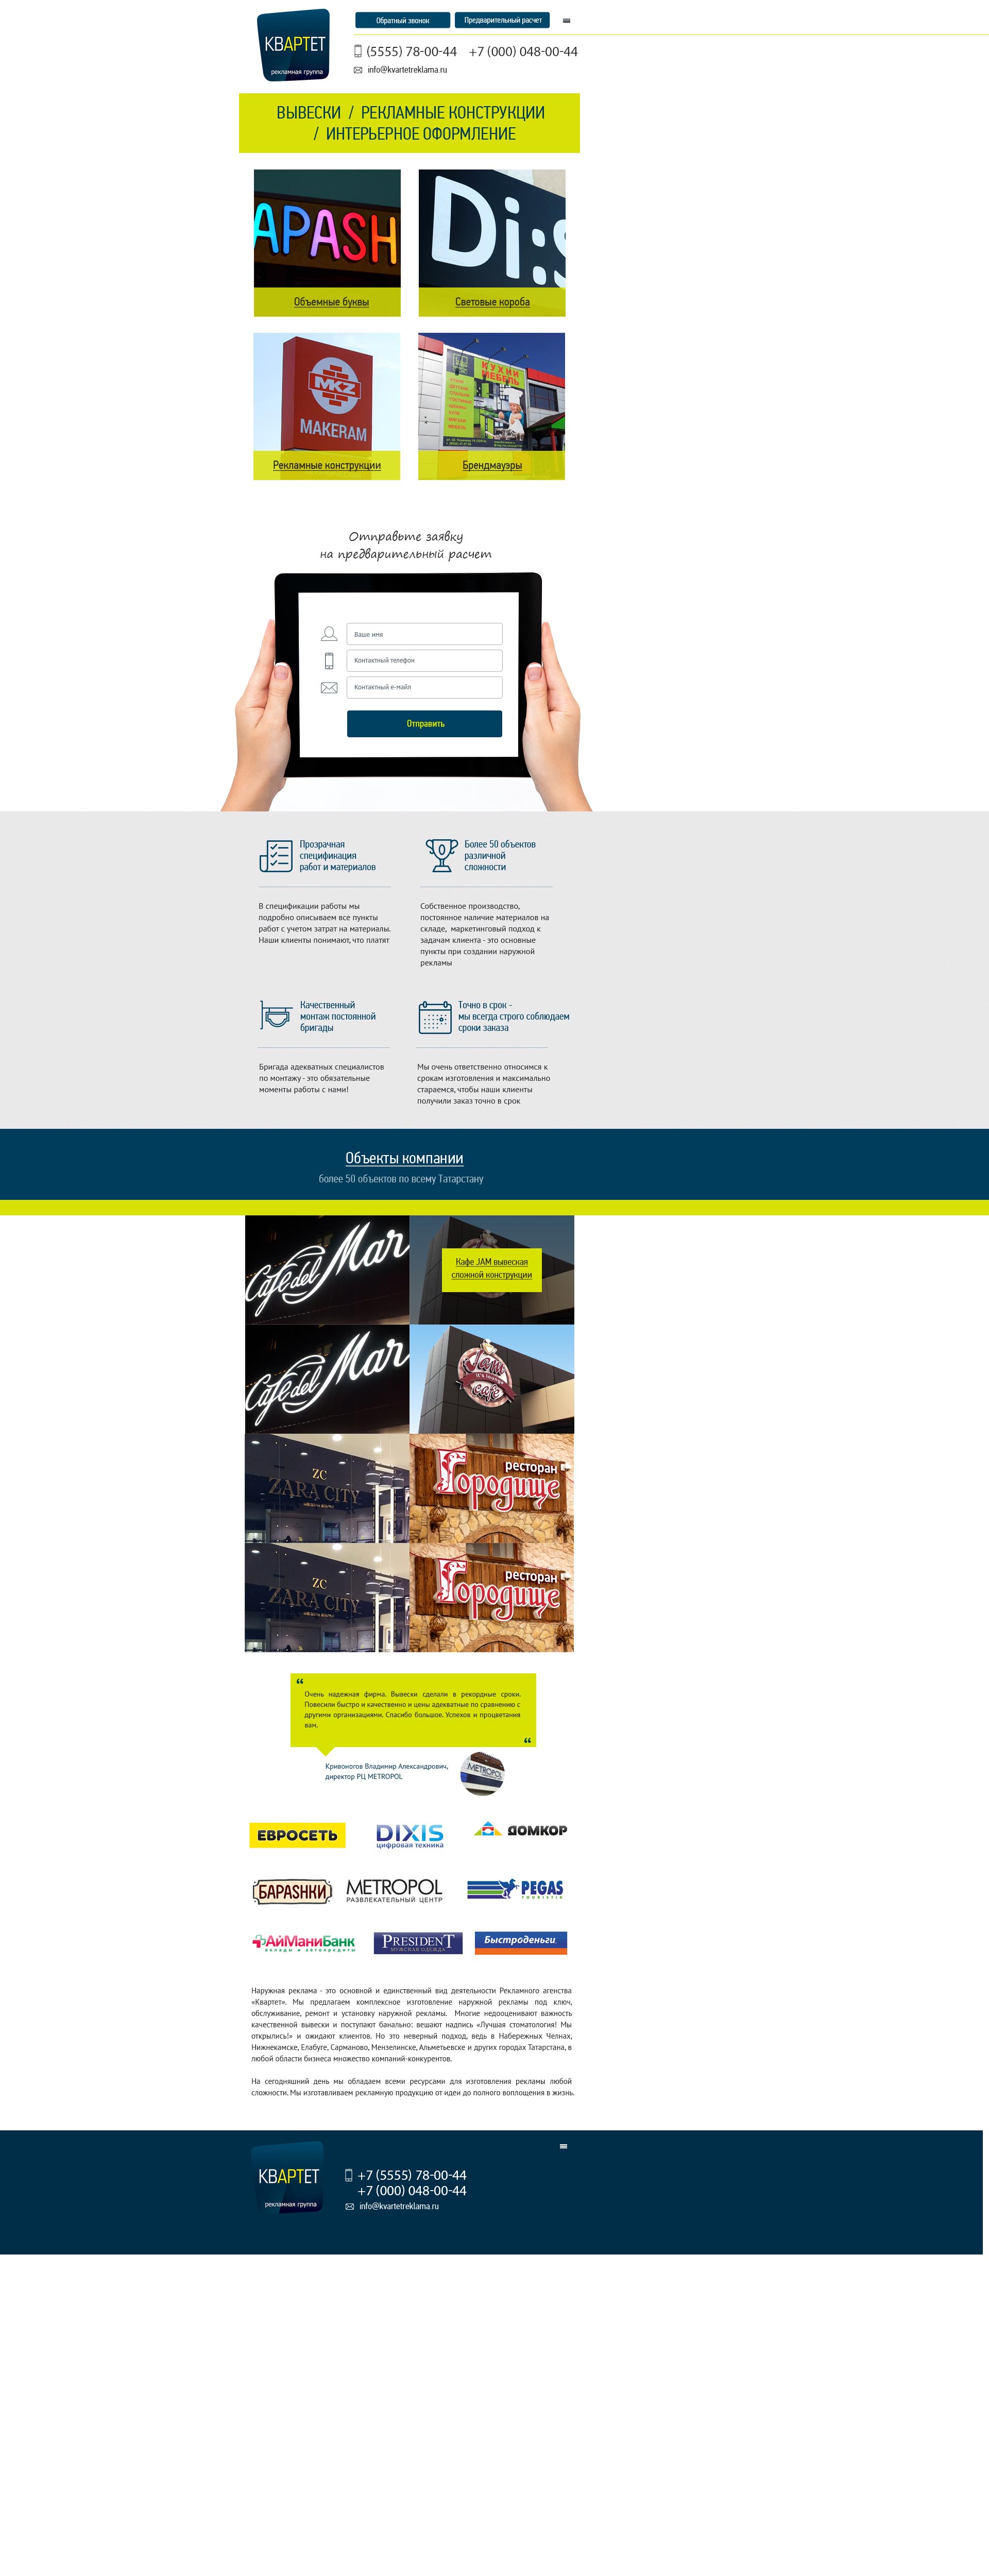 КВАРТЕТ
рекламная группа
Обратный звонок
Предварительный расчет
(5555) 78-00-44 +7 (000) 048-00-44
info@kvartetreklama.ru
ВЫВЕСКИ / РЕКЛАМНЫЕ КОНСТРУКЦИИ
/ ИНТЕРЬЕРНОЕ ОФОРМЛЕНИЕ
APASH
Di:S
Объемные буквы
Световые короба
MKZ
MAKERAM
КУХНИ
МЕБЕЛЬ
Рекламные конструкции
Брендмауэры
Отправьте заявку
на предварительный расчет
Ваше имя
Контактный телефон
Контактный е-майл
Отправить
Прозрачная
спецификация
работ и материалов
В спецификации работы мы
подробно описываем все пункты
работ с учетом затрат на материалы.
Наши клиенты понимают, что платят
Более 50 объектов
различной
сложности
Собственное производство,
постоянное наличие материалов на
складе, маркетинговый подход к
задачам клиента - это основные
пункты при создании наружной
рекламы
Качественный
монтаж постоянной
бригады
Бригада адекватных специалистов
по монтажу - это обязательные
моменты работы с нами!
Точно в срок -
мы всегда строго соблюдаем
сроки заказа
Мы очень ответственно относимся к
срокам изготовления и максимально
стараемся, чтобы наши клиенты
получили заказ точно в срок
Объекты компании
более 50 объектов по всему Татарстану
Cafe del Mar
Кафе JAM вывеская
сложной конструкции
Cafe del Mar
Jam
cafe
ZC
ZARA CITY
ресторан
Городище
ZC
ZARA CITY
ресторан
Городище
“
Очень надежная фирма. Вывески сделали в рекордные сроки.
Повесили быстро и качественно и цены адекватные по сравнению с
другими организациями. Спасибо большое. Успехов и процветания
вам.
“
Кривоногов Владимир Александрович,
директор РЦ METROPOL
METROPOL
ЕВРОСЕТЬ
DIXIS
цифровая техника
ДОМКОР
БАРАSHКИ
METROPOL
РАЗВЛЕКАТЕЛЬНЫЙ ЦЕНТР
PEGAS
TOURISTIK
АйМаниБанк
вклады и автокредиты
PRESIDENT
МУЖСКАЯ ОДЕЖДА
Быстроденьги
Наружная реклама - это основной и единственный вид деятельности Рекламного агенства
«Квартет». Мы предлагаем комплексное изготовление наружной рекламы под ключ,
обслуживание, ремонт и установку наружной рекламы. Многие недооценивают важность
качественной вывески и поступают банально: вешают надпись «Лучшая стоматология! Мы
открылись!» и ожидают клиентов. Но это неверный подход, ведь в Набережных Челнах,
Нижнекамске, Елабуге, Сарманово, Мензелинске, Альметьевске и других городах Татарстана, в
любой области бизнеса множество компаний-конкурентов.
На сегодняшний день мы обладаем всеми ресурсами для изготовления рекламы любой
сложности. Мы изготавливаем рекламную продукцию от идеи до полного воплощения в жизнь.
КВАРТЕТ
рекламная группа
+7 (5555) 78-00-44
+7 (000) 048-00-44
info@kvartetreklama.ru